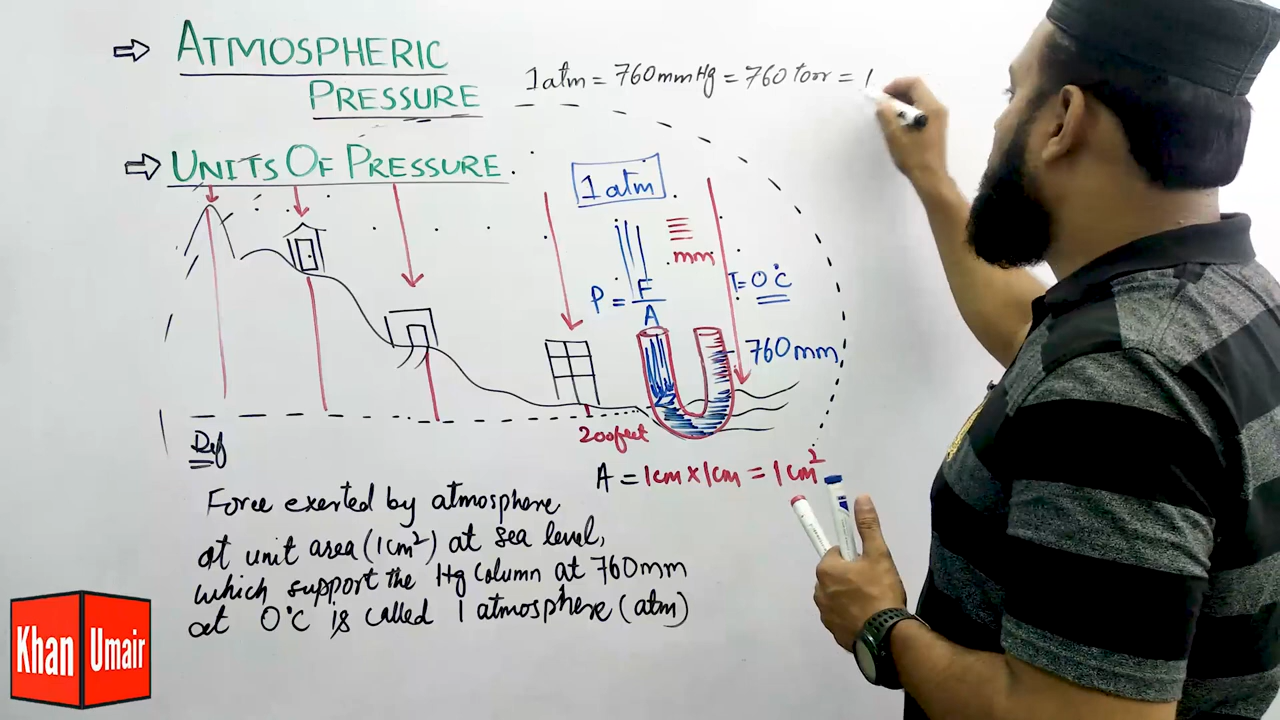 ⇨ ATMOSPHERIC
PRESSURE
1 atm = 760 mm Hg = 760 torr = 1
⇨ UNITS OF PRESSURE
1 atm
mm
P = F/A
T = 0°C
760 mm
200 feet
Ref
A = 1cm × 1cm = 1cm²
Force exerted by atmosphere
at unit area (1cm²) at sea level,
which support the Hg column at 760mm
at 0°C is called 1 atmosphere (atm)
Khan Umair